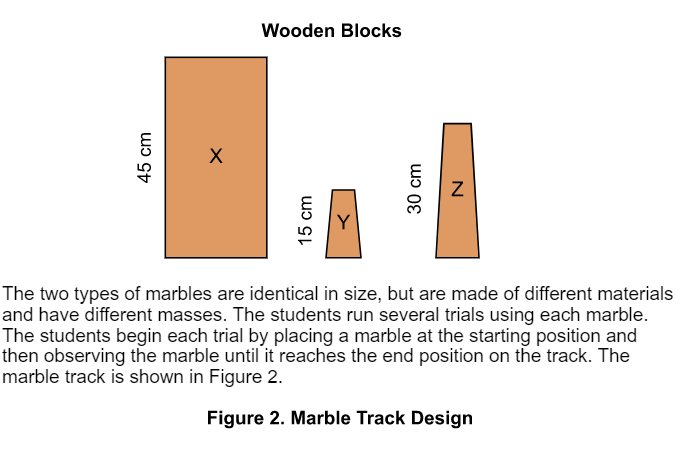 Wooden Blocks
45 cm
X
15 cm
Y
30 cm
Z
The two types of marbles are identical in size, but are made of different materials
and have different masses. The students run several trials using each marble.
The students begin each trial by placing a marble at the starting position and
then observing the marble until it reaches the end position on the track. The
marble track is shown in Figure 2.
Figure 2. Marble Track Design